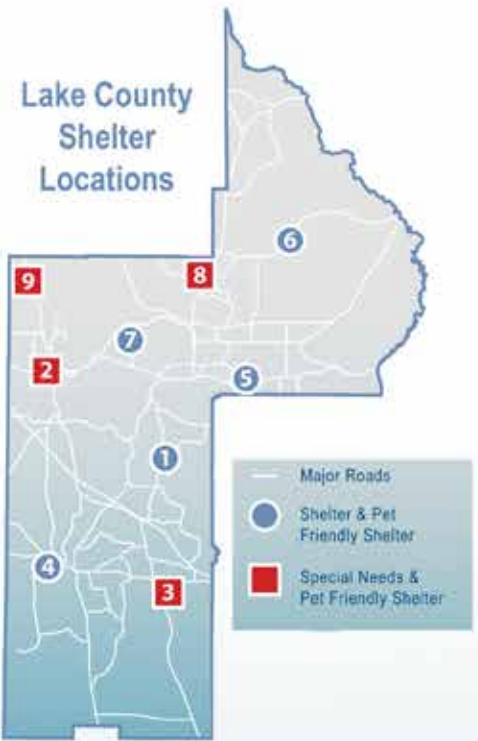 Lake County
Shelter
Locations
6
9
8
7
2
5
1
4
3
Major Roads
Shelter & Pet
Friendly Shelter
Special Needs &
Pet Friendly Shelter